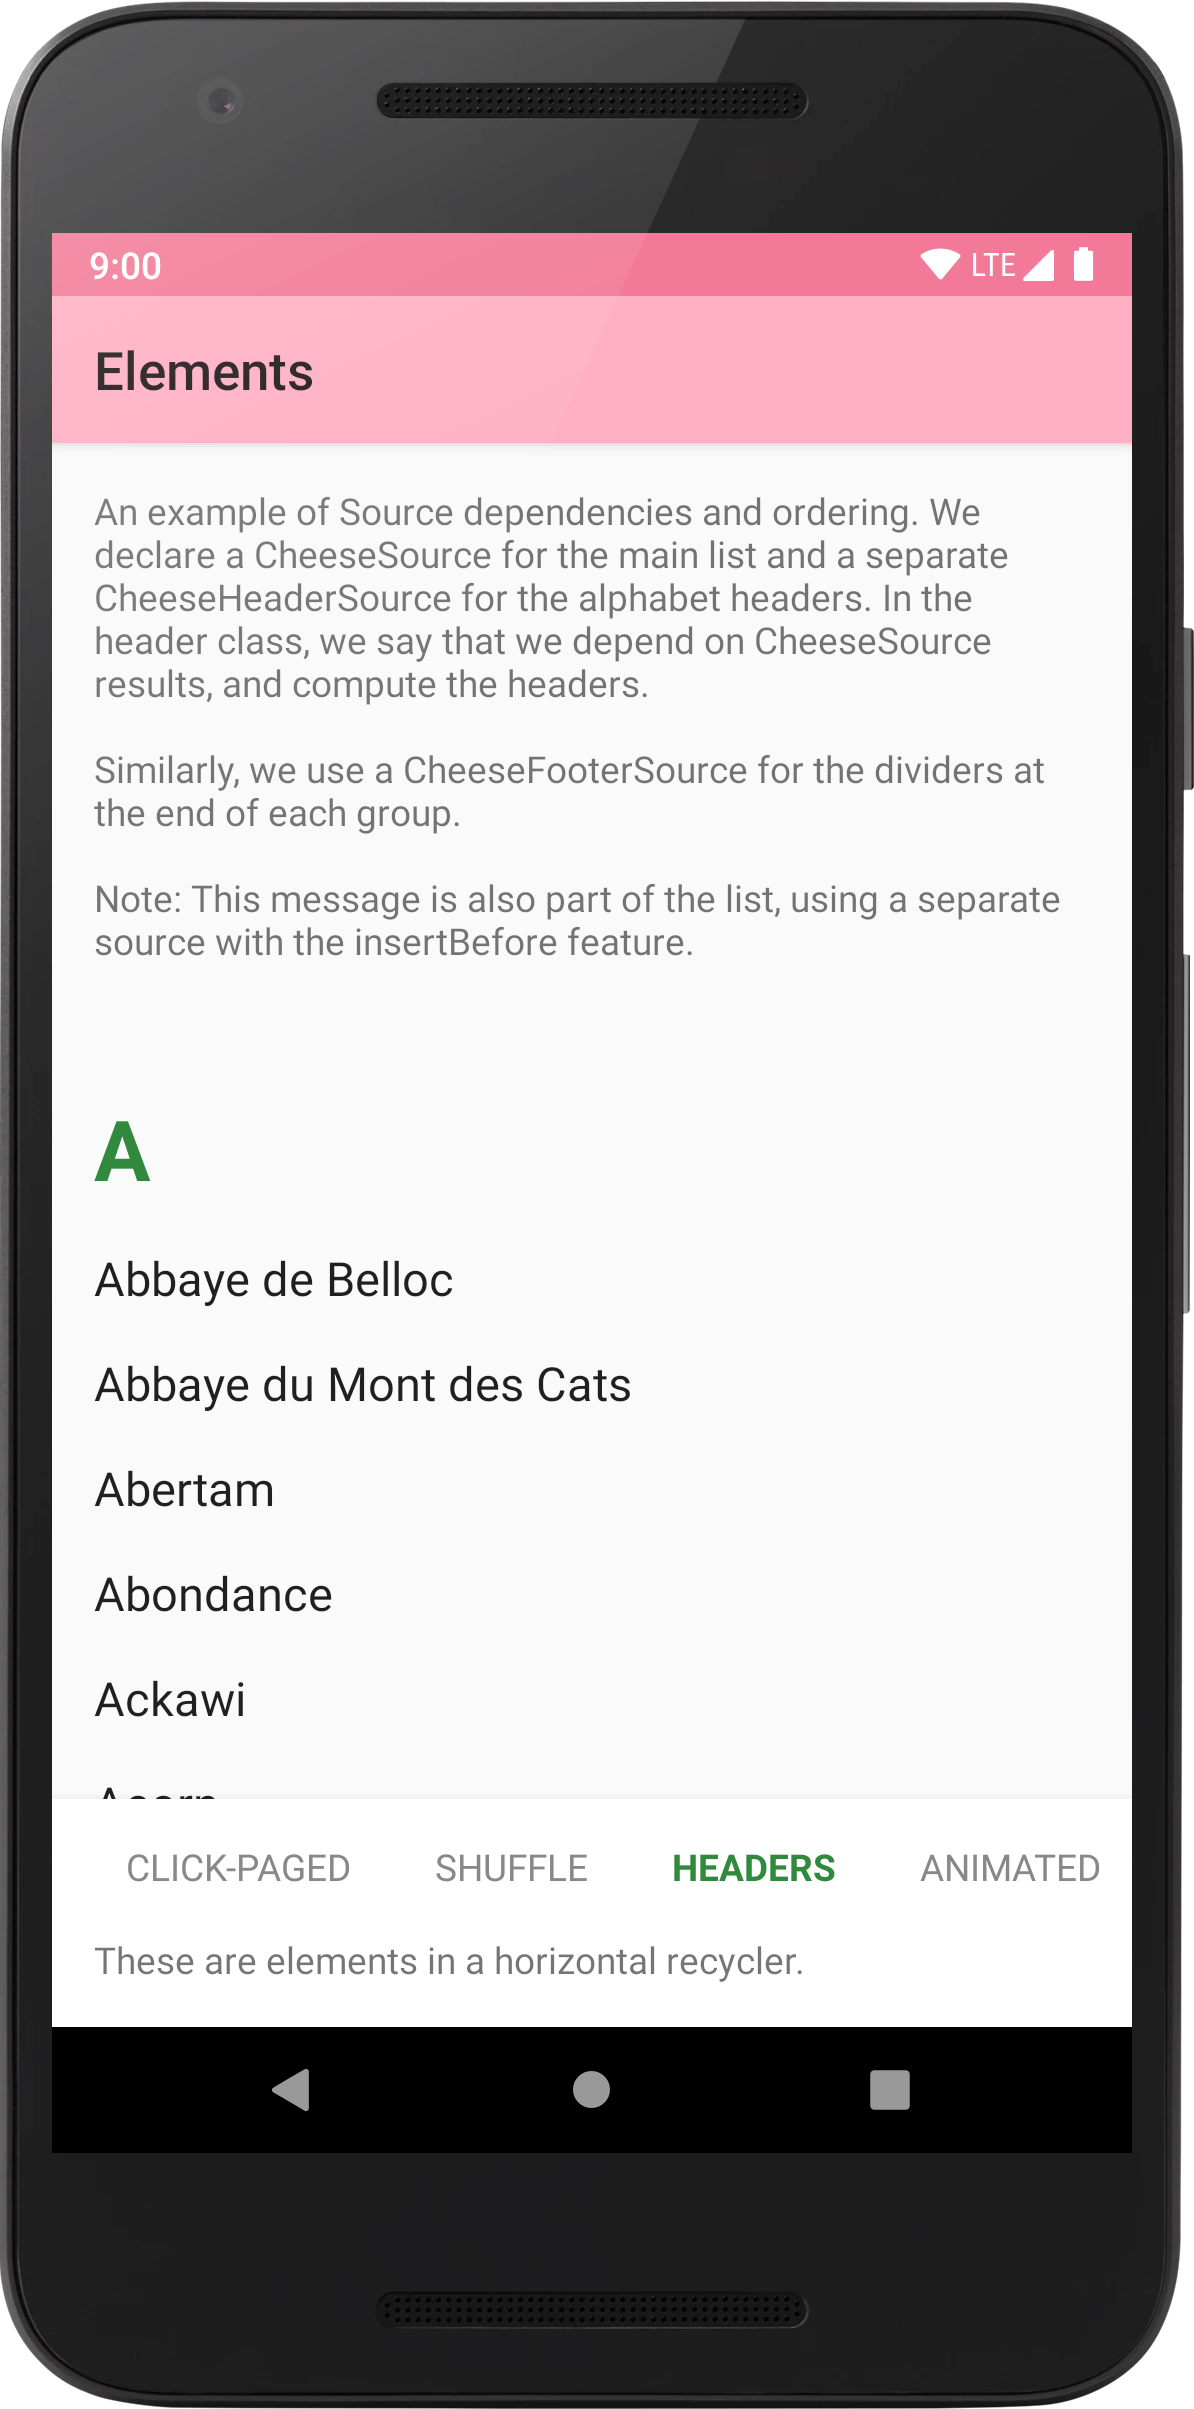 9:00
LTE
Elements
An example of Source dependencies and ordering. We
declare a CheeseSource for the main list and a separate
CheeseHeaderSource for the alphabet headers. In the
header class, we say that we depend on CheeseSource
results, and compute the headers.
Similarly, we use a CheeseFooterSource for the dividers at
the end of each group.
Note: This message is also part of the list, using a separate
source with the insertBefore feature.
A
Abbaye de Belloc
Abbaye du Mont des Cats
Abertam
Abondance
Ackawi
CLICK-PAGED SHUFFLE HEADERS ANIMATED
These are elements in a horizontal recycler.